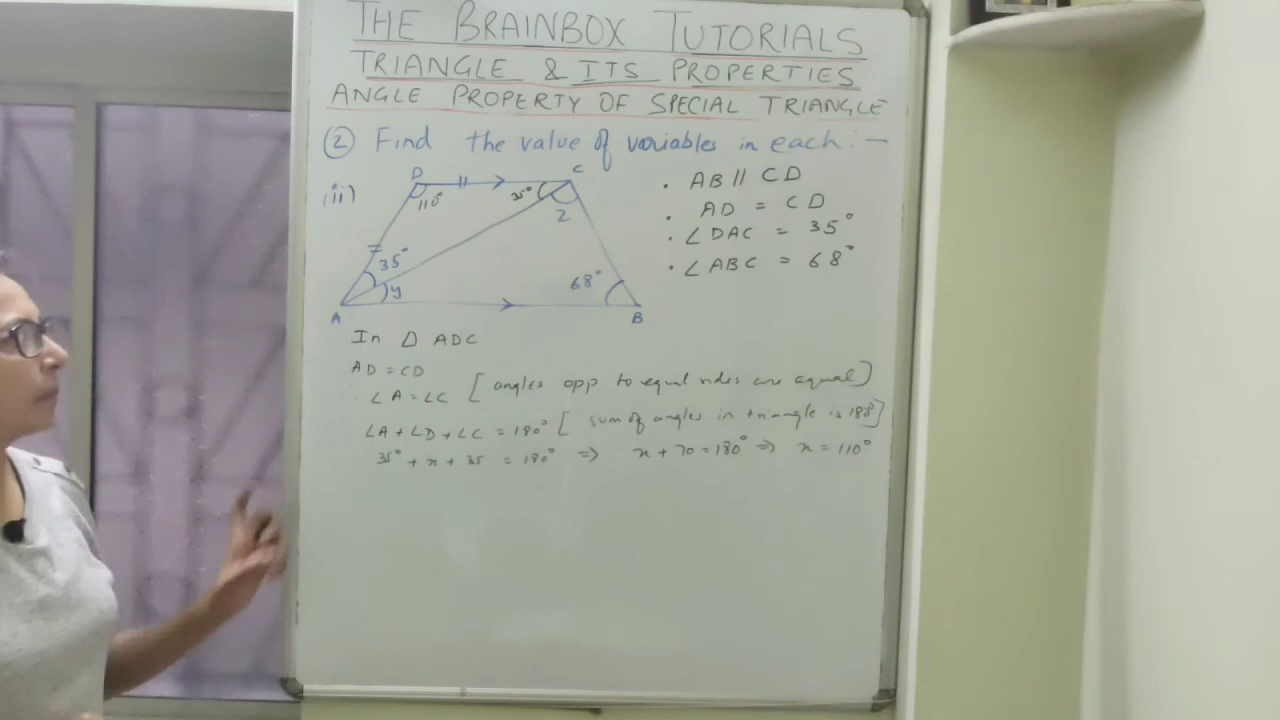 THE BRAINBOX TUTORIALS
TRIANGLE & ITS PROPERTIES
ANGLE PROPERTY OF SPECIAL TRIANGLE
② Find the value of variables in each :-
(ii)
D
C
110°
35°
z
35°
y
68°
A
B
. AB // CD
. AD = CD
. ∠DAC = 35°
. ∠ABC = 68°
In △ ADC
AD = CD
∠A = ∠C [angles opp to equal sides are equal]
∠A + ∠D + ∠C = 180° [sum of angles in triangle is 180°]
35° + x + 35 = 180° ⇒ x + 70 = 180° ⇒ x = 110°